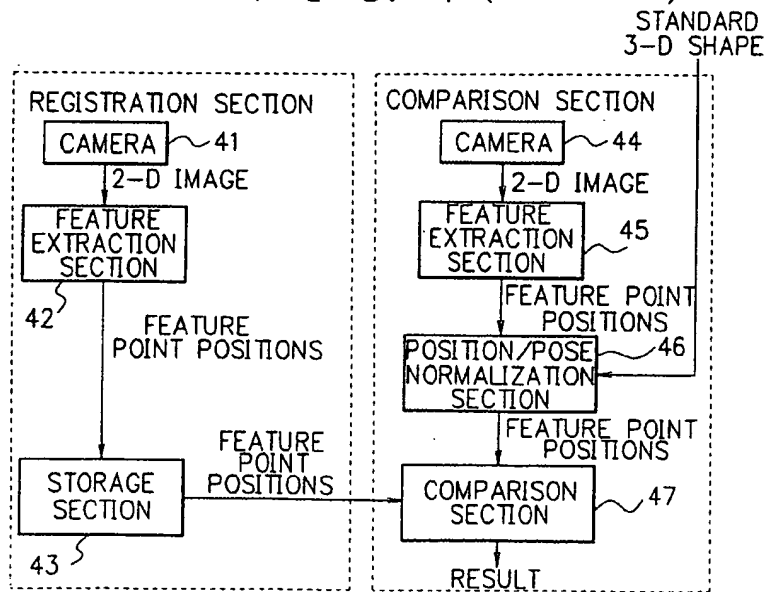 STANDARD
3-D SHAPE
REGISTRATION SECTION
CAMERA
41
2-D IMAGE
FEATURE
EXTRACTION
SECTION
42
FEATURE
POINT POSITIONS
STORAGE
SECTION
43
FEATURE
POINT
POSITIONS
COMPARISON SECTION
CAMERA
44
2-D IMAGE
FEATURE
EXTRACTION
SECTION
45
FEATURE POINT
POSITIONS
POSITION/POSE
NORMALIZATION
SECTION
46
FEATURE POINT
POSITIONS
COMPARISON
SECTION
47
RESULT